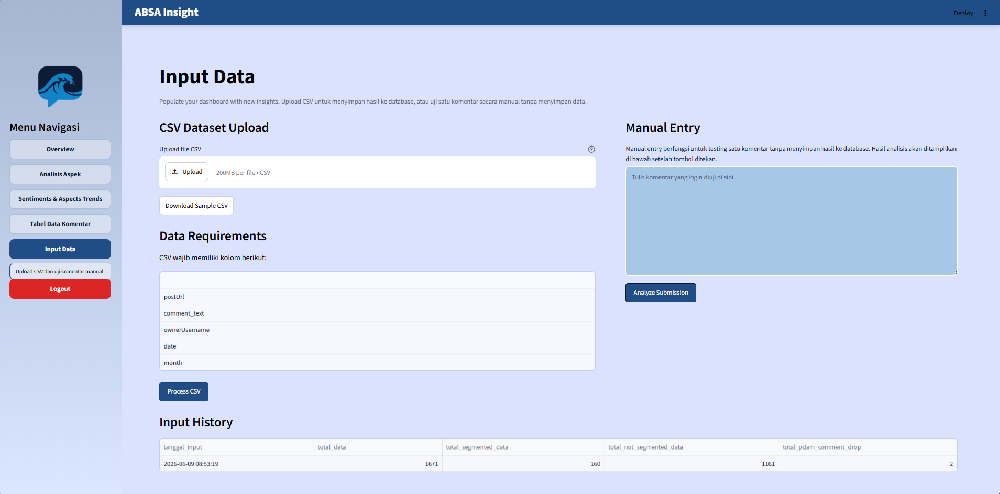 ABSA Insight
Deploy
Menu Navigasi
Overview
Analisis Aspek
Sentiments & Aspects Trends
Tabel Data Komentar
Input Data
Upload CSV dan uji komentar manual.
Logout
Input Data
Populate your dashboard with new insights. Upload CSV untuk menyimpan hasil ke database, atau uji satu komentar secara manual tanpa menyimpan data.
CSV Dataset Upload
Upload file CSV
Upload
200MB per file • CSV
Download Sample CSV
Data Requirements
CSV wajib memiliki kolom berikut:
postUrl
comment_text
ownerUsername
date
month
Process CSV
Manual Entry
Manual entry berfungsi untuk testing satu komentar tanpa menyimpan hasil ke database. Hasil analisis akan ditampilkan
di bawah setelah tombol ditekan.
Tulis komentar yang ingin diuji di sini...
Analyze Submission
Input History
tanggal_input total_data total_segmented_data total_not_segmented_data total_pdam_comment_drop
2026-06-09 08:53:19 1671 160 1161 2